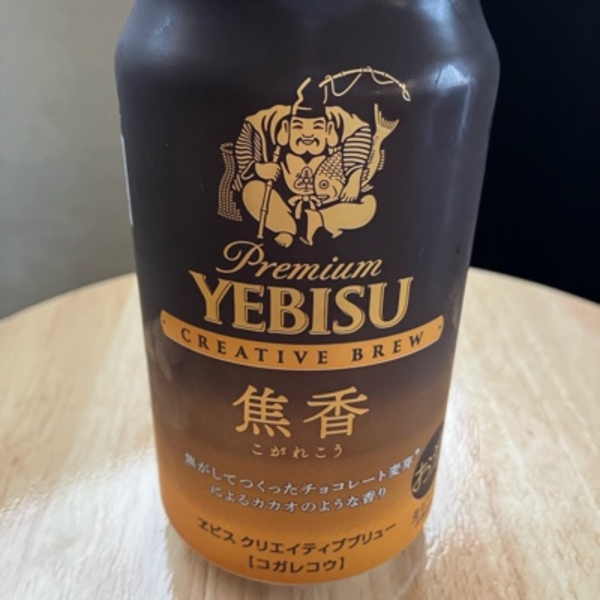 Premium
YEBISU
CREATIVE BREW
焦香
こがれこう
焦がしてつくったチョコレート麦芽*
によるカカオのような香り
ヱビス クリエイティブブリュー
【コガレコウ】